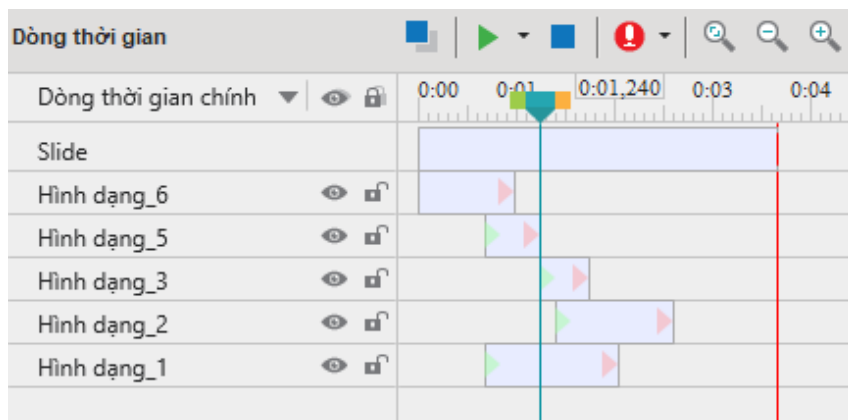 Dòng thời gian
Dòng thời gian chính 0:00 0:01 0:01,240 0:03 0:04
Slide
Hình dạng_6
Hình dạng_5
Hình dạng_3
Hình dạng_2
Hình dạng_1